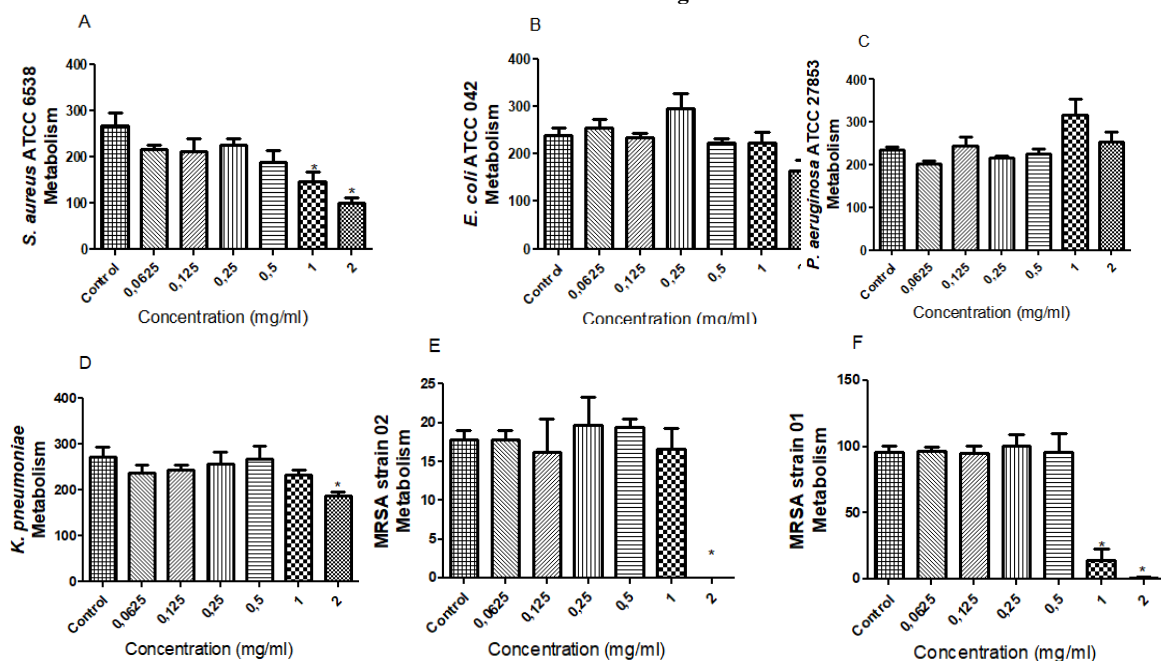 g
A
S. aureus ATCC 6538
Metabolism
400
300
200
100
0
*
*
Control
0,0625
0,125
0,25
0,5
1
2
Concentration (mg/ml)
B
E. coli ATCC 042
Metabolism
400
300
200
100
0
Control
0,0625
0,125
0,25
0,5
1
Concentration (mg/ml)
C
P. aeruginosa ATCC 27853
Metabolism
400
300
200
100
0
Control
0,0625
0,125
0,25
0,5
1
2
Concentration (mg/ml)
D
K. pneumoniae
Metabolism
400
300
200
100
0
*
Control
0,0625
0,125
0,25
0,5
1
2
Concentration (mg/ml)
E
MRSA strain 02
Metabolism
25
20
15
10
5
0
*
Control
0,0625
0,125
0,25
0,5
1
2
Concentration (mg/ml)
F
MRSA strain 01
Metabolism
150
100
50
0
*
*
Control
0,0625
0,125
0,25
0,5
1
2
Concentration (mg/ml)